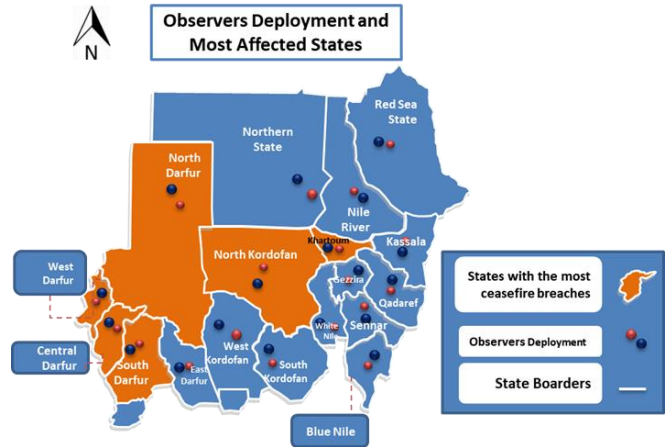 Observers Deployment and
Most Affected States
N
Red Sea
State
Northern
State
North
Darfur
Nile
River
Khartoum
Kassala
West
Darfur
North Kordofan
Gezira
Qadaref
White
Nile
Sennar
West
Kordofan
Central
Darfur
South
Darfur
East
Darfur
South
Kordofan
Blue Nile
States with the most
ceasefire breaches
Observers Deployment
State Boarders